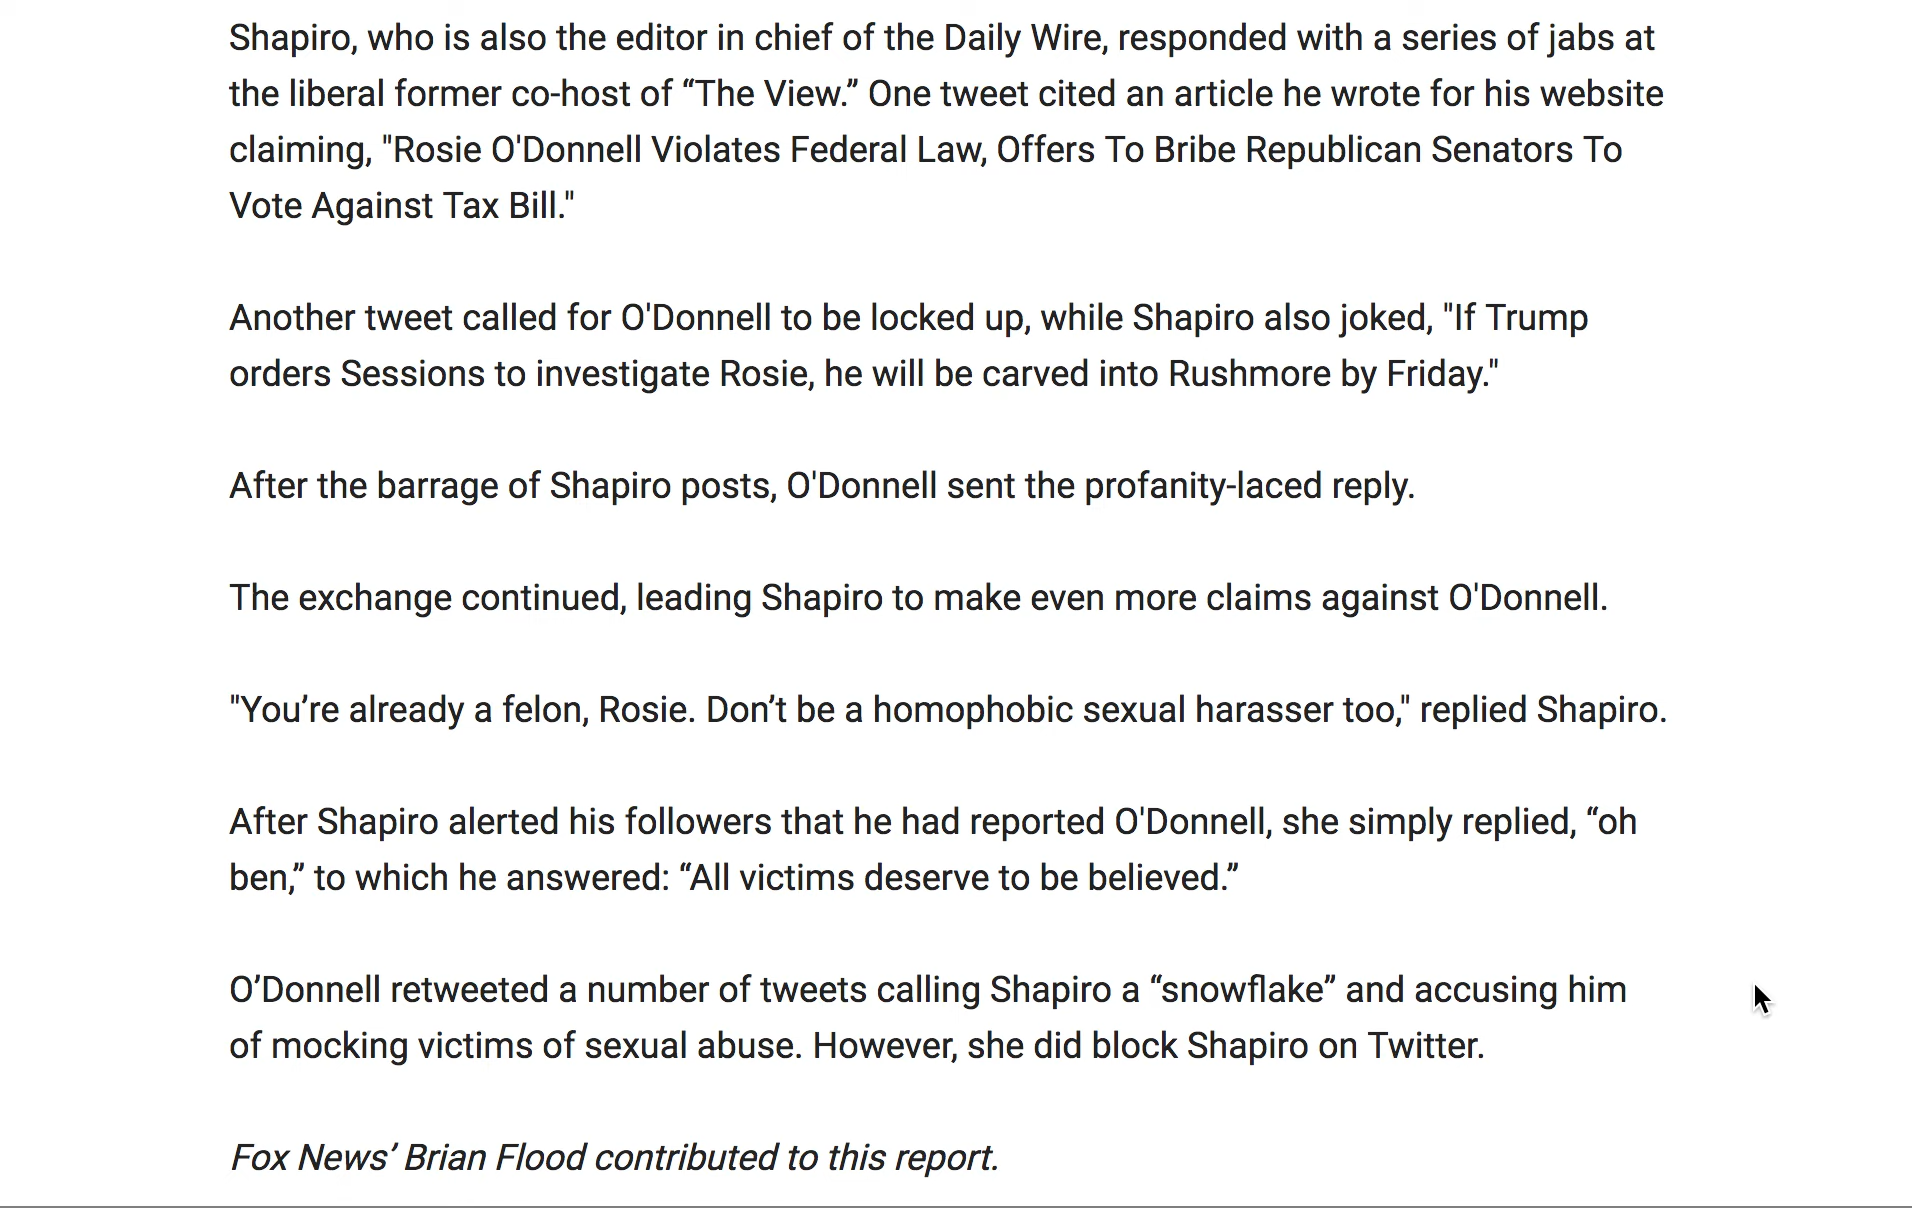 Shapiro, who is also the editor in chief of the Daily Wire, responded with a series of jabs at
the liberal former co-host of “The View.” One tweet cited an article he wrote for his website
claiming, "Rosie O'Donnell Violates Federal Law, Offers To Bribe Republican Senators To
Vote Against Tax Bill."
Another tweet called for O'Donnell to be locked up, while Shapiro also joked, "If Trump
orders Sessions to investigate Rosie, he will be carved into Rushmore by Friday."
After the barrage of Shapiro posts, O'Donnell sent the profanity-laced reply.
The exchange continued, leading Shapiro to make even more claims against O'Donnell.
"You’re already a felon, Rosie. Don’t be a homophobic sexual harasser too," replied Shapiro.
After Shapiro alerted his followers that he had reported O'Donnell, she simply replied, “oh
ben,” to which he answered: “All victims deserve to be believed.”
O’Donnell retweeted a number of tweets calling Shapiro a “snowflake” and accusing him
of mocking victims of sexual abuse. However, she did block Shapiro on Twitter.
Fox News’ Brian Flood contributed to this report.